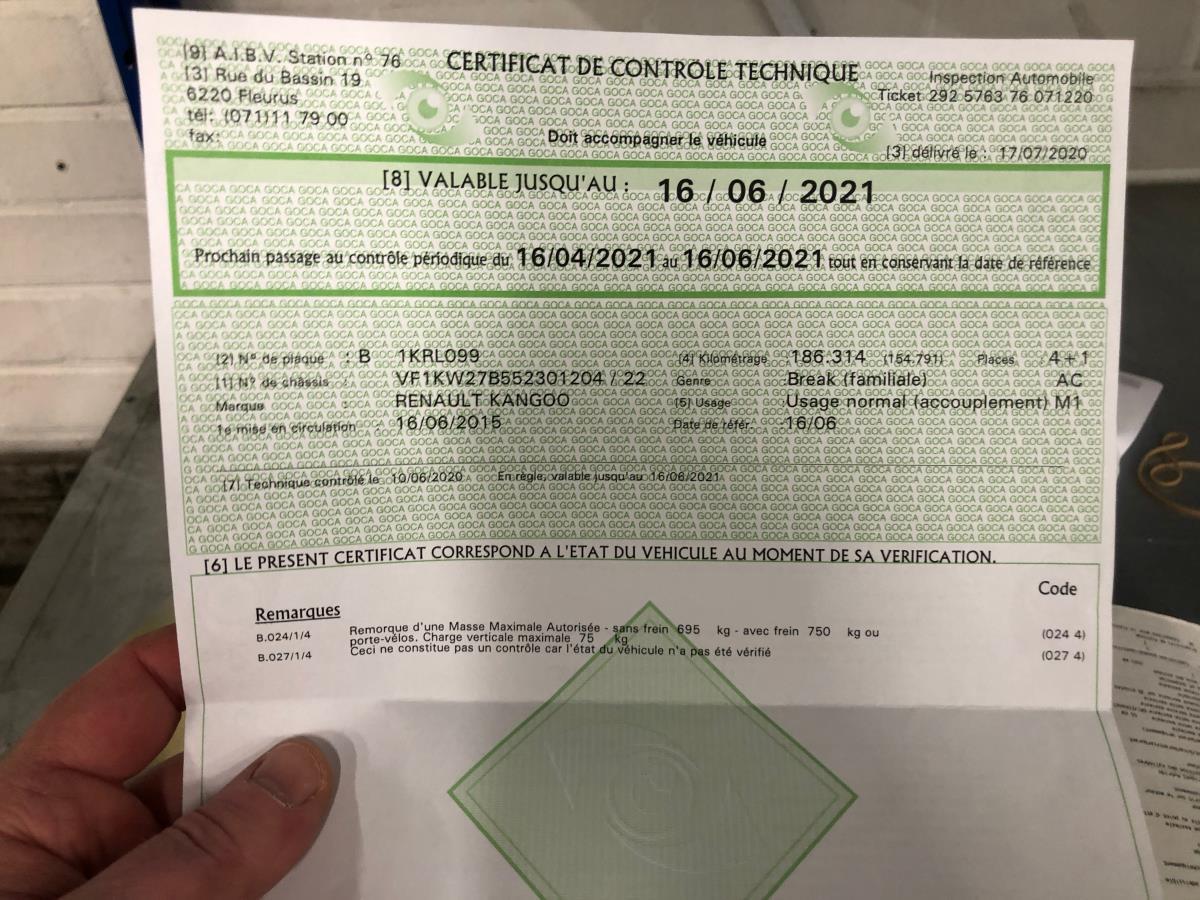 [9] A.I.B.V. Station n° 76
[3] Rue du Bassin 19
6220 Fleurus
tél: (071)11 79 00
fax:
CERTIFICAT DE CONTROLE TECHNIQUE
Doit accompagner le véhicule
Inspection Automobile
Ticket 292 5763 76 071220
[3] délivré le : 17/07/2020
[8] VALABLE JUSQU'AU : 16 / 06 / 2021
Prochain passage au contrôle périodique du 16/04/2021 au 16/06/2021 tout en conservant la date de référence
[2] N° de plaque : B 1KRL099 [4] Kilométrage 186.314 (154.791) Places 4+1
[1] N° de châssis : VF1KW27B552301204 / 22 Genre :Break (familiale) AC
Marque : RENAULT KANGOO [5] Usage Usage normal (accouplement) M1
1e mise en circulation - 16/06/2015 Date de référ. -16/06
[7] Technique contrôlé le 10/06/2020 En règle, valable jusqu'au 16/06/2021
[6] LE PRESENT CERTIFICAT CORRESPOND A L'ETAT DU VEHICULE AU MOMENT DE SA VERIFICATION.
Code
Remarques
B.024/1/4 Remorque d'une Masse Maximale Autorisée - sans frein 695 kg - avec frein 750 kg ou (024 4)
porte-vélos. Charge verticale maximale 75 kg
B.027/1/4 Ceci ne constitue pas un contrôle car l'état du véhicule n'a pas été vérifié (027 4)